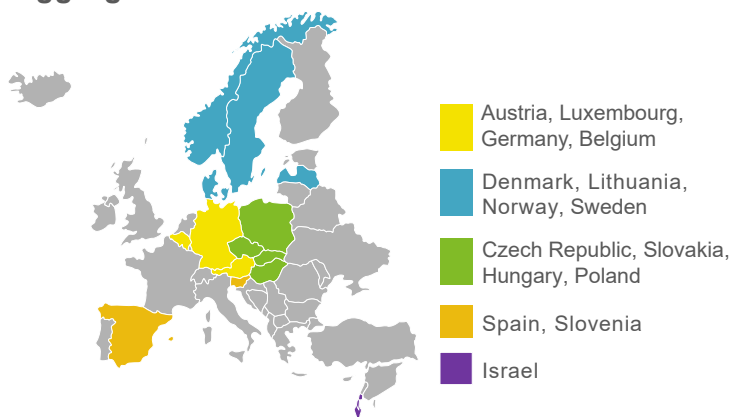 Austria, Luxembourg,
Germany, Belgium
Denmark, Lithuania,
Norway, Sweden
Czech Republic, Slovakia,
Hungary, Poland
Spain, Slovenia
Israel